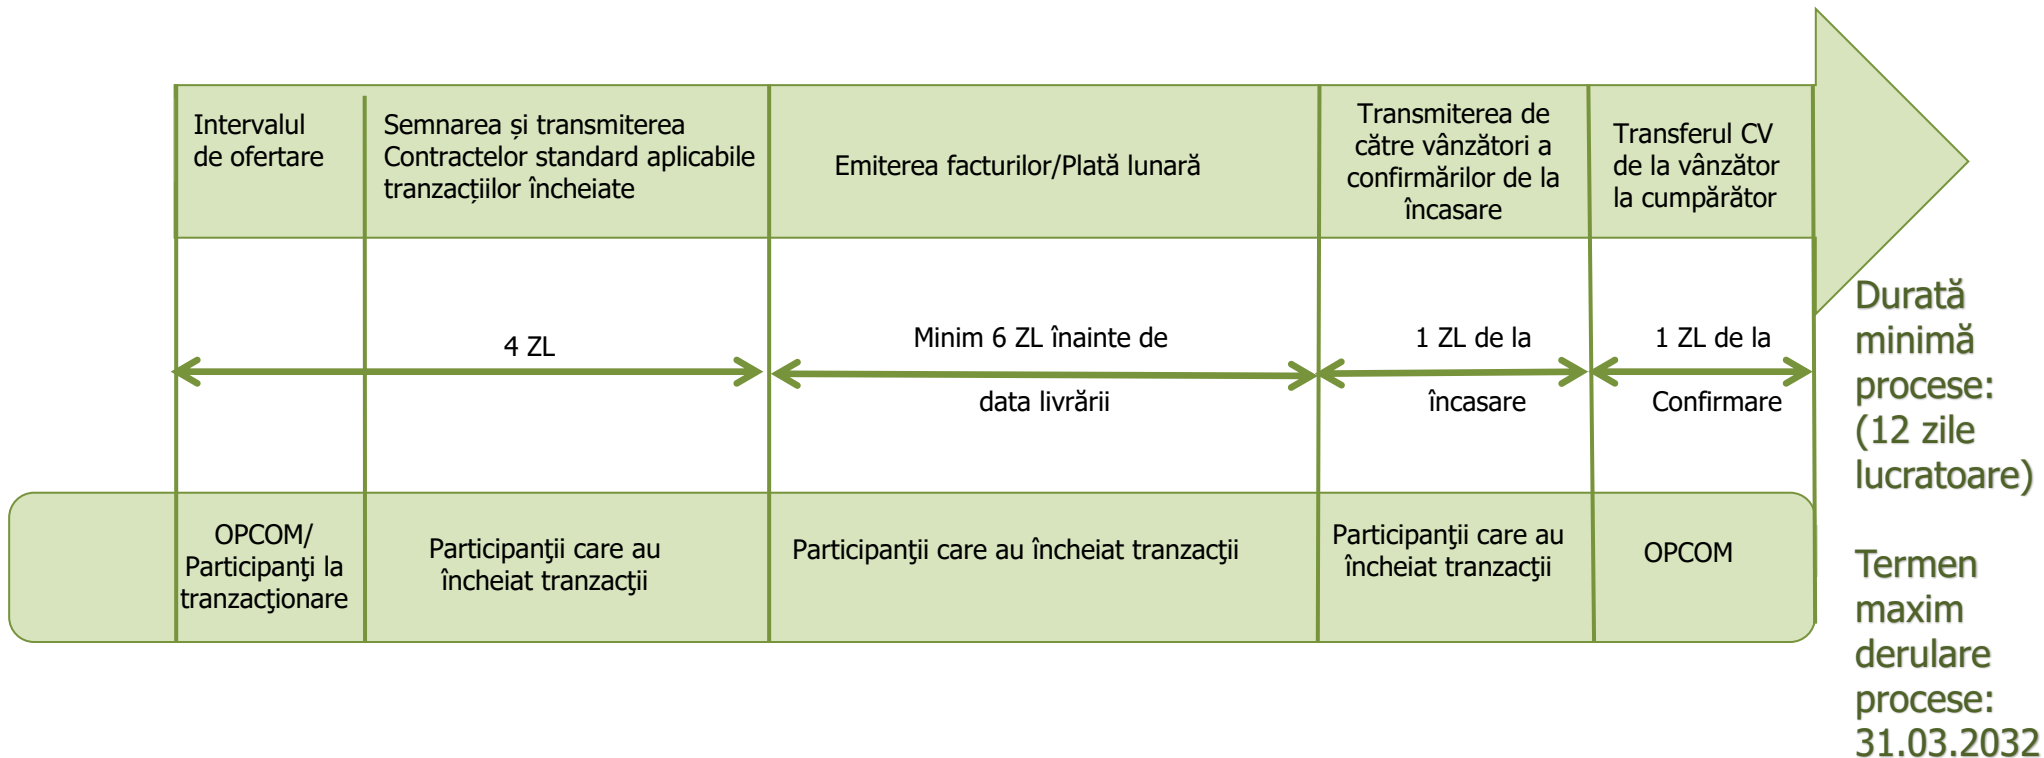 Intervalul
de ofertare
Semnarea și transmiterea
Contractelor standard aplicabile
tranzacțiilor încheiate
Emiterea facturilor/Plată lunară
Transmiterea de
către vânzători a
confirmărilor de la
încasare
Transferul CV
de la vânzător
la cumpărător
4 ZL
Minim 6 ZL înainte de
data livrării
1 ZL de la
încasare
1 ZL de la
Confirmare
Durată
minimă
procese:
(12 zile
lucratoare)
OPCOM/
Participanţi la
tranzacţionare
Participanţii care au
încheiat tranzacţii
Participanţii care au încheiat tranzacţii
Participanţii care au
încheiat tranzacţii
OPCOM
Termen
maxim
derulare
procese:
31.03.2032